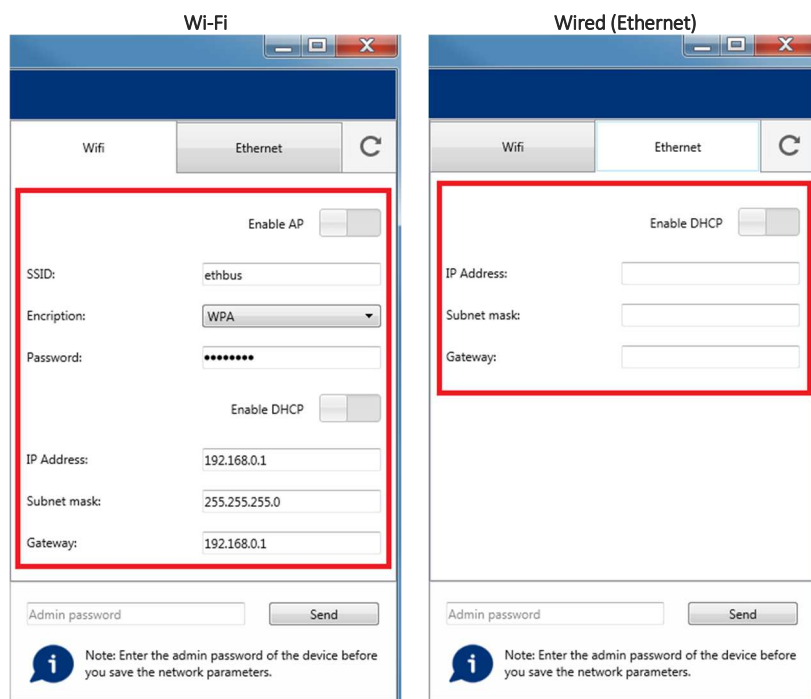 Wi-Fi
Wifi
Ethernet
Enable AP
SSID:
ethbus
Encription:
WPA
Password:
••••••••
Enable DHCP
IP Address:
192.168.0.1
Subnet mask:
255.255.255.0
Gateway:
192.168.0.1
Admin password
Send
Note: Enter the admin password of the device before
you save the network parameters.
Wired (Ethernet)
Wifi
Ethernet
Enable DHCP
IP Address:
Subnet mask:
Gateway:
Admin password
Send
Note: Enter the admin password of the device before
you save the network parameters.